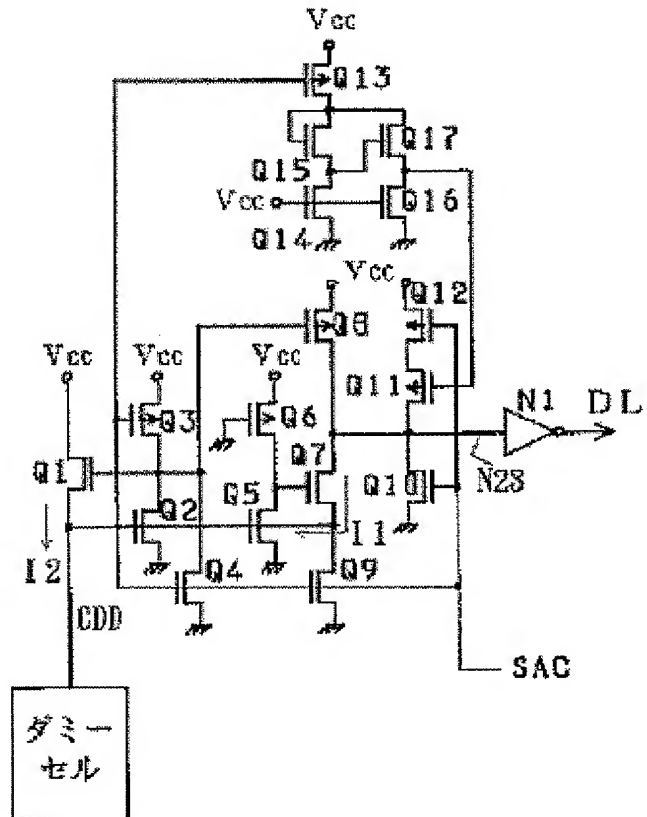 Vcc
Q13
Q15
Q17
Vcc
Q16
Q14
Vcc
Q12
Q8
Vcc
Vcc
Q3
Q6
Q11
N1
DL
Q1
Q7
Q2
Q5
Q10
N28
I1
I2
Q4
Q9
CDD
SAC
ダミー
セル